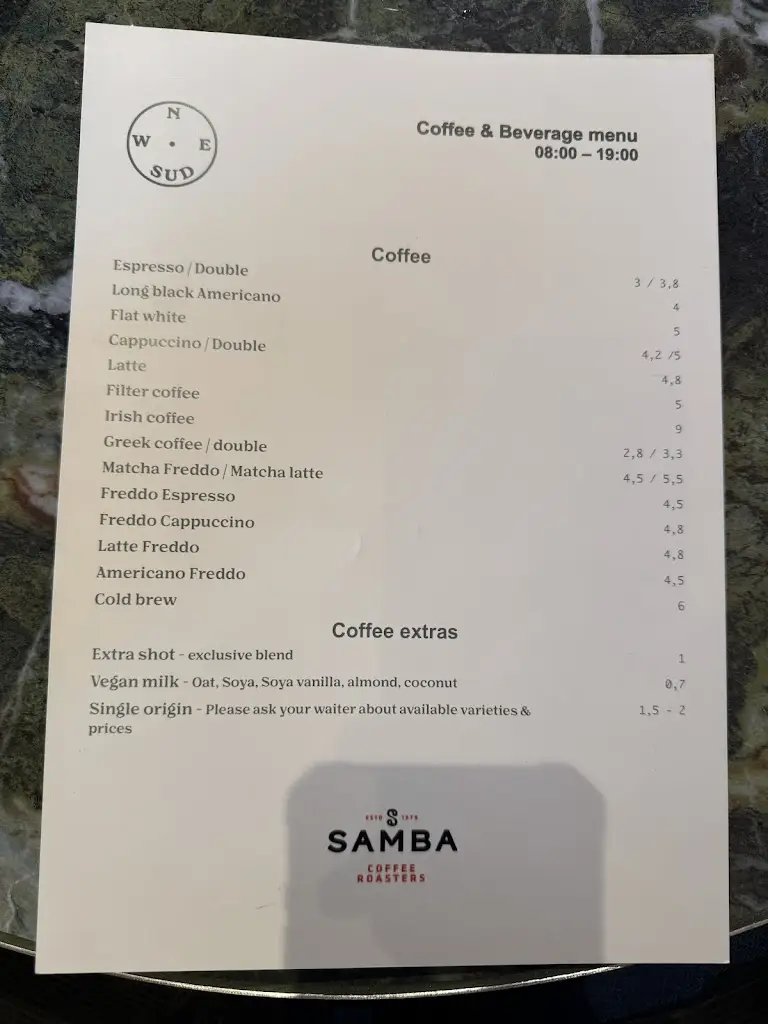 N
W E
SUD
Coffee & Beverage menu
08:00 – 19:00
Coffee
Espresso / Double 3 / 3,8
Long black Americano 4
Flat white 5
Cappuccino / Double 4,2 /5
Latte 4,8
Filter coffee 5
Irish coffee 9
Greek coffee / double 2,8 / 3,3
Matcha Freddo / Matcha latte 4,5 / 5,5
Freddo Espresso 4,5
Freddo Cappuccino 4,8
Latte Freddo 4,8
Americano Freddo 4,5
Cold brew 6
Coffee extras
Extra shot - exclusive blend 1
Vegan milk - Oat, Soya, Soya vanilla, almond, coconut 0,7
Single origin - Please ask your waiter about available varieties & 1,5 - 2
prices
ESTD S
SAMBA
COFFEE
ROASTERS